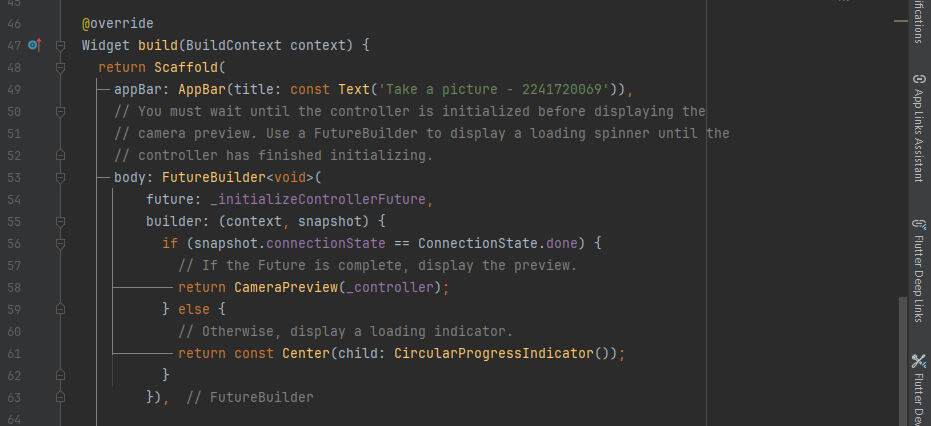 45
46 @override
47 Widget build(BuildContext context) {
48 return Scaffold(
49 appBar: AppBar(title: const Text('Take a picture - 2241720069')),
50 // You must wait until the controller is initialized before displaying the
51 // camera preview. Use a FutureBuilder to display a loading spinner until the
52 // controller has finished initializing.
53 body: FutureBuilder<void>(
54 future: _initializeControllerFuture,
55 builder: (context, snapshot) {
56 if (snapshot.connectionState == ConnectionState.done) {
57 // If the Future is complete, display the preview.
58 return CameraPreview(_controller);
59 } else {
60 // Otherwise, display a loading indicator.
61 return const Center(child: CircularProgressIndicator());
62 }
63 }), // FutureBuilder
64
App Links Assistant
Flutter Deep Links